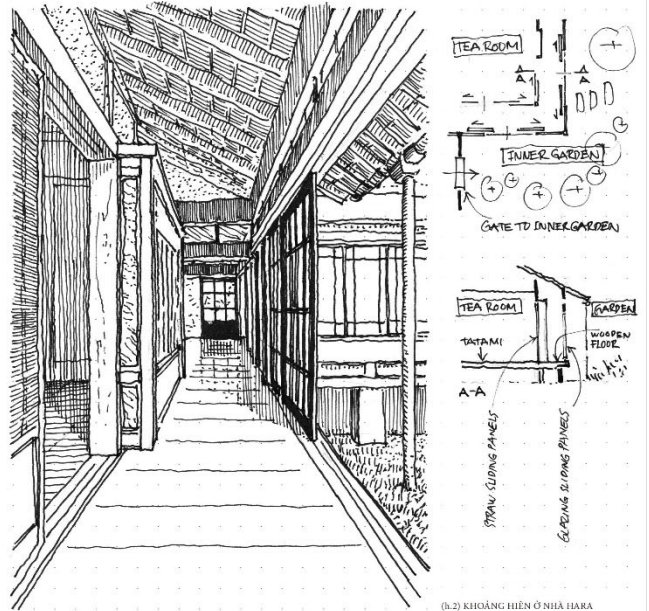 TEA ROOM
A
A
INNER GARDEN
GATE TO INNER GARDEN
TEA ROOM
GARDEN
TATAMI
WOODEN
FLOOR
A-A
STRAW SLIDING PANELS
GLAZING SLIDING PANELS
(h.2) KHOẢNG HIÊN Ở NHÀ HARA